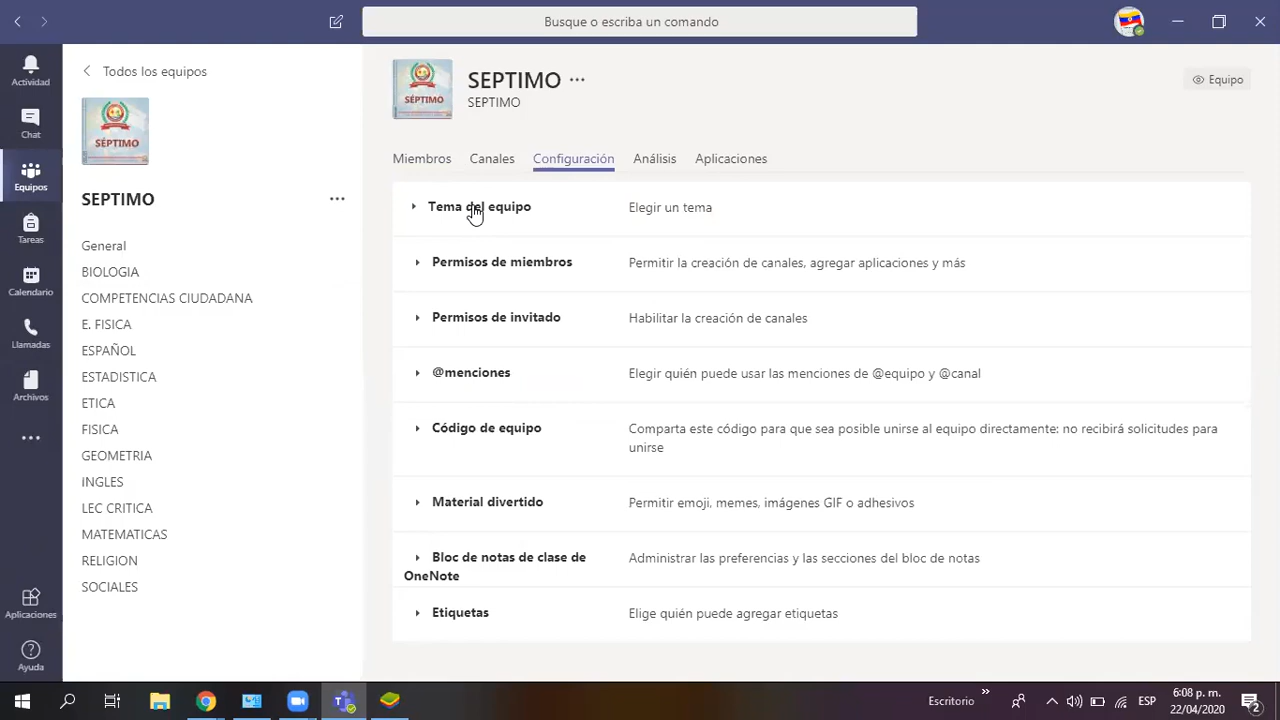 Busque o escriba un comando
Actividad
Chat
Equipos
Tareas
Calendario
Llamadas
Archivos
Aplicaciones
Ayuda
Todos los equipos
SÉPTIMO
SEPTIMO
General
BIOLOGIA
COMPETENCIAS CIUDADANA
E. FISICA
ESPAÑOL
ESTADISTICA
ETICA
FISICA
GEOMETRIA
iNGLES
LEC CRITICA
MATEMATICAS
RELIGION
SOCIALES
SÉPTIMO
SEPTIMO
SEPTIMO
Equipo
Miembros Canales Configuración Análisis Aplicaciones
Tema del equipo Elegir un tema
Permisos de miembros Permitir la creación de canales, agregar aplicaciones y más
Permisos de invitado Habilitar la creación de canales
@menciones Elegir quién puede usar las menciones de @equipo y @canal
Código de equipo Comparta este código para que sea posible unirse al equipo directamente: no recibirá solicitudes para
unirse
Material divertido Permitir emoji, memes, imágenes GIF o adhesivos
Bloc de notas de clase de Administrar las preferencias y las secciones del bloc de notas
OneNote
Etiquetas Elige quién puede agregar etiquetas
Escritorio » ESP 6:08 p. m.
22/04/2020 2